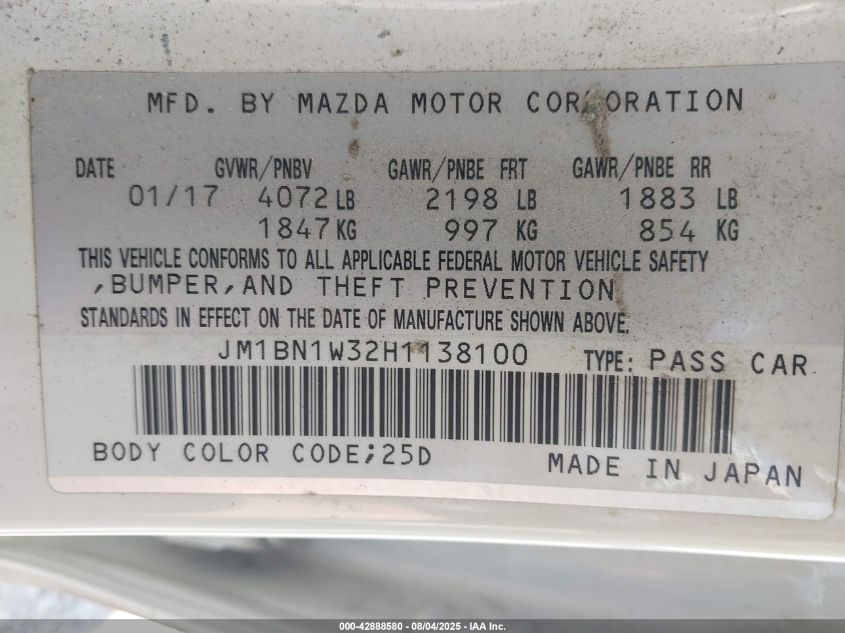 MFD. BY MAZDA MOTOR CORPORATION
DATE GVWR/PNBV GAWR/PNBE FRT GAWR/PNBE RR
01/17 4072 LB 2198 LB 1883 LB
1847 KG 997 KG 854 KG
THIS VEHICLE CONFORMS TO ALL APPLICABLE FEDERAL MOTOR VEHICLE SAFETY
,BUMPER,AND THEFT PREVENTION
STANDARDS IN EFFECT ON THE DATE OF MANUFACTURE SHOWN ABOVE.
JM1BN1W32H1138100 TYPE: PASS CAR
BODY COLOR CODE;25D MADE IN JAPAN
000-42888580 - 08/04/2025 - IAA Inc.